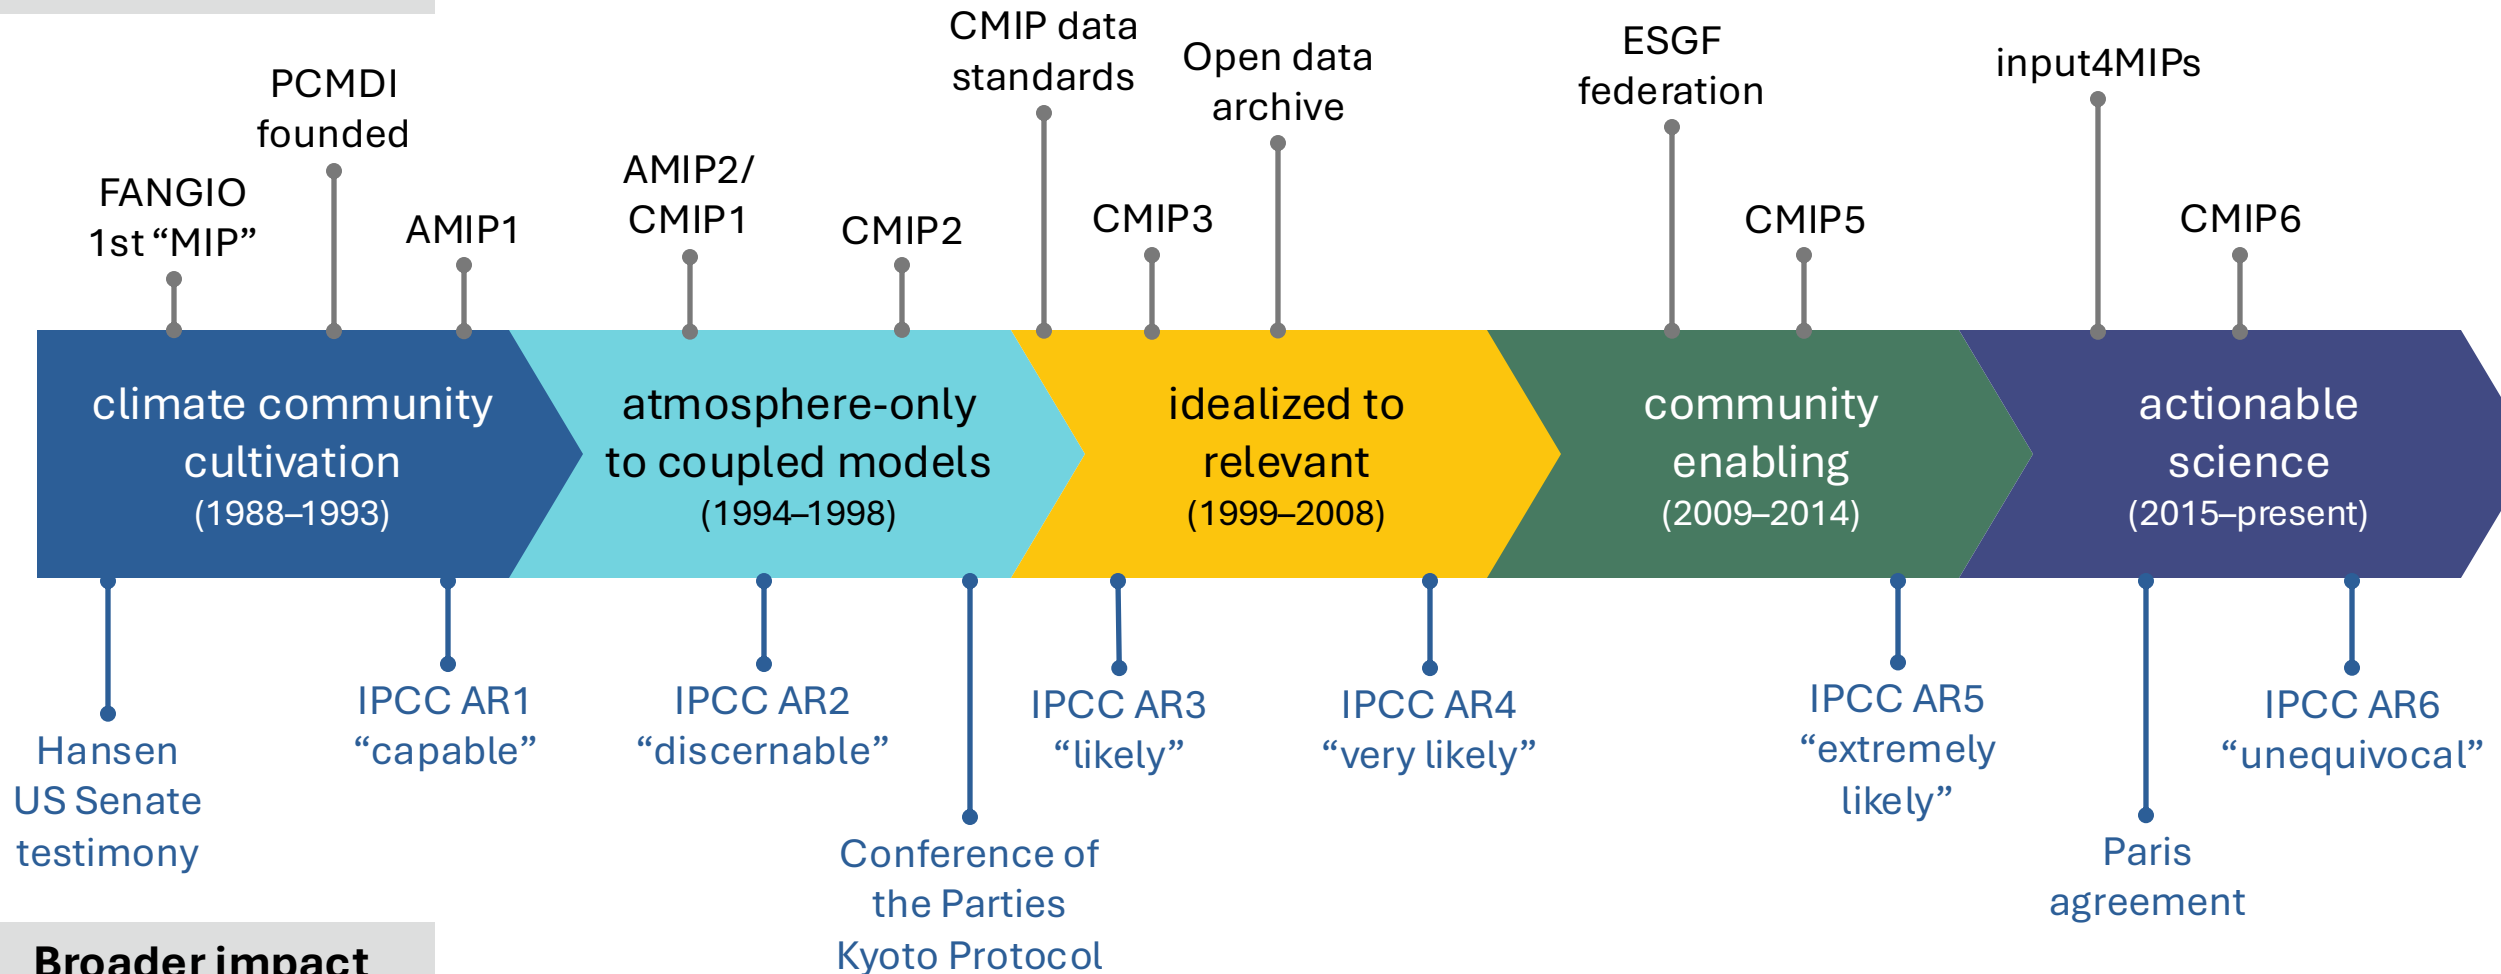 CMIP data
standards
Open data
archive
ESGF
federation
input4MIPs
PCMDI
founded
FANGIO
1st “MIP”
AMIP1
AMIP2/
CMIP1
CMIP2
CMIP3
CMIP5
CMIP6
climate community
cultivation
(1988–1993)
atmosphere-only
to coupled models
(1994–1998)
idealized to
relevant
(1999–2008)
community
enabling
(2009–2014)
actionable
science
(2015–present)
Hansen
US Senate
testimony
IPCC AR1
“capable”
IPCC AR2
“discernable”
Conference of
the Parties
Kyoto Protocol
IPCC AR3
“likely”
IPCC AR4
“very likely”
IPCC AR5
“extremely
likely”
Paris
agreement
IPCC AR6
“unequivocal”
Broader impact